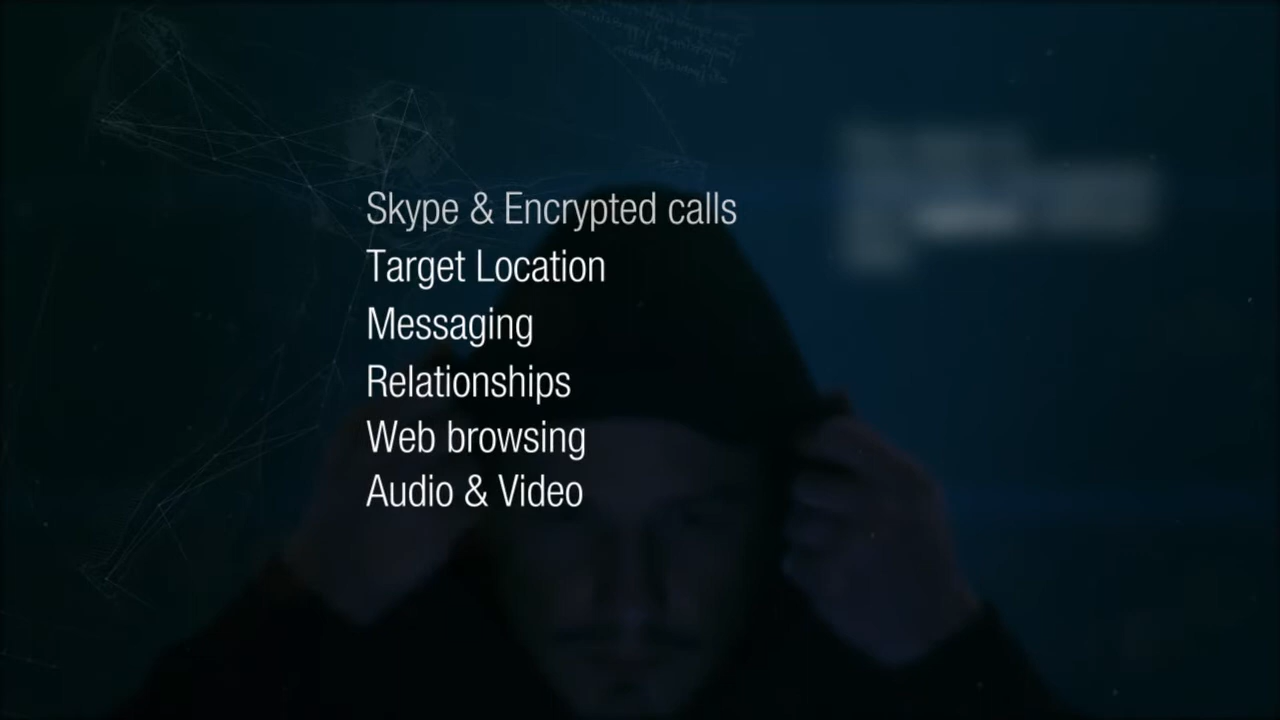 Skype & Encrypted calls
Target Location
Messaging
Relationships
Web browsing
Audio & Video